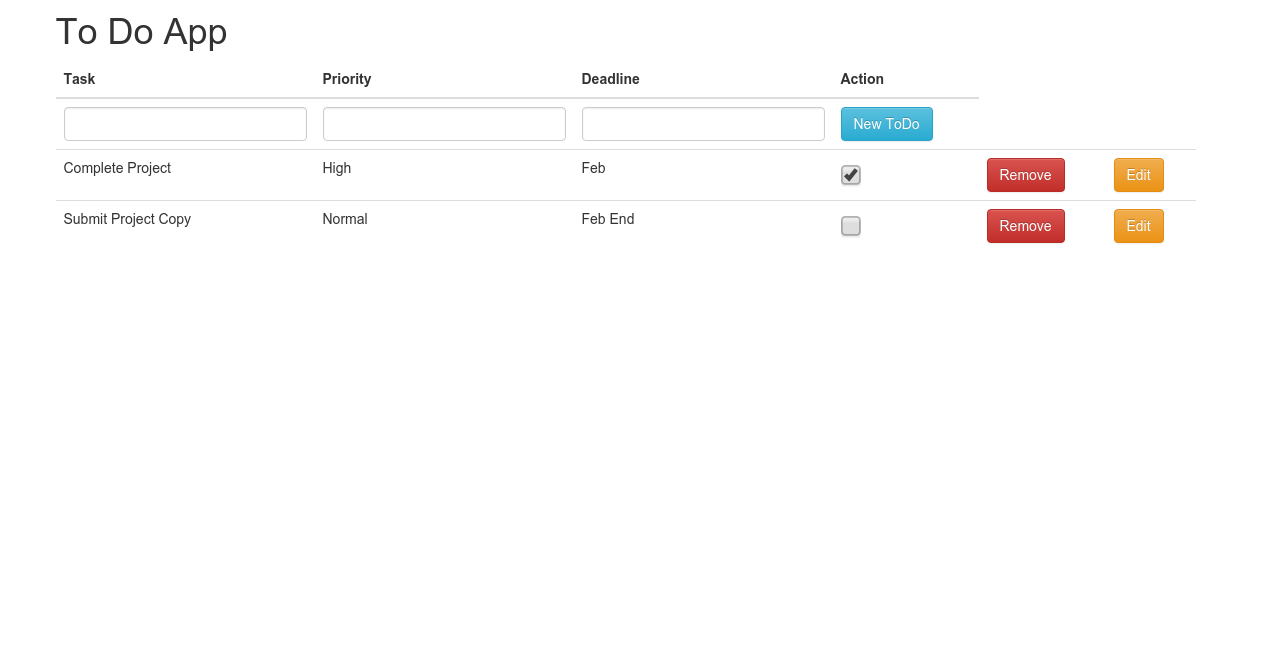 To Do App
Task Priority Deadline Action
New ToDo
Complete Project High Feb Remove Edit
Submit Project Copy Normal Feb End Remove Edit